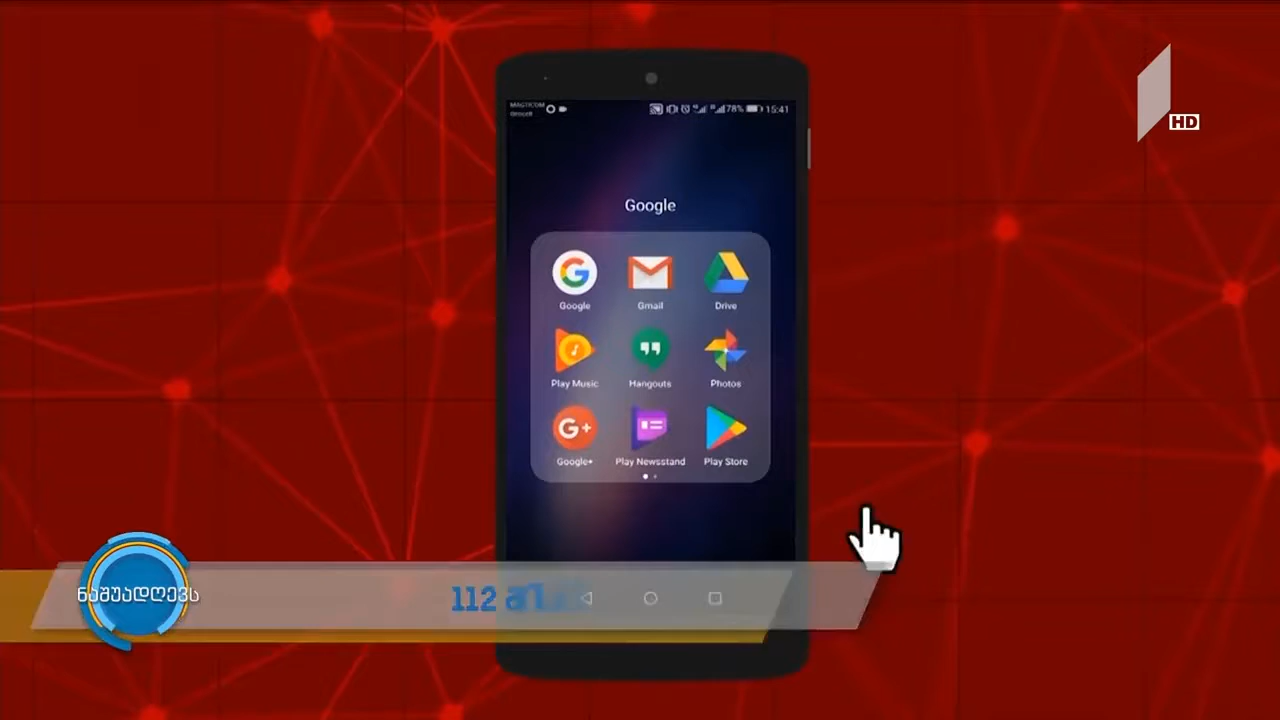 HD
MAGTICOM
Geocell
78% 15:41
Google
Google
Gmail
Drive
Play Music
Hangouts
Photos
G+
Google+
Play Newsstand
Play Store
ნაშუადღევს
112